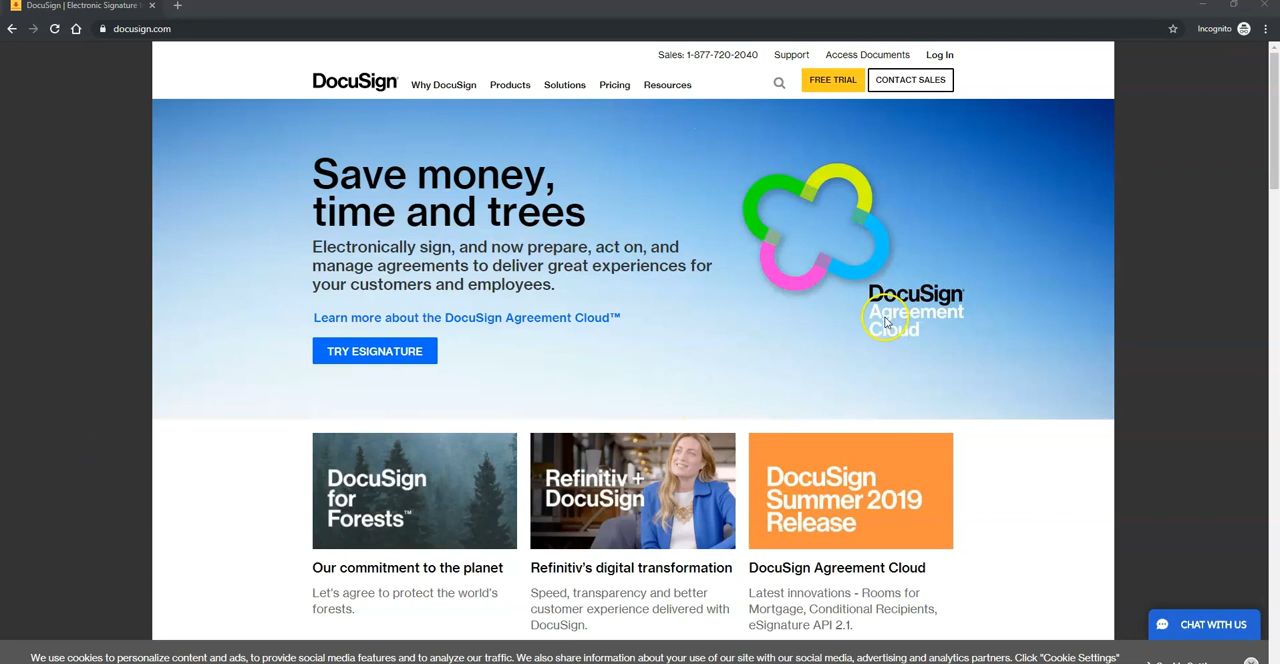 DocuSign | Electronic Signature
docusign.com
Incognito
Sales: 1-877-720-2040 Support Access Documents Log In
DocuSign Why DocuSign Products Solutions Pricing Resources FREE TRIAL CONTACT SALES
Save money,
time and trees
Electronically sign, and now prepare, act on, and
manage agreements to deliver great experiences for
your customers and employees.
Learn more about the DocuSign Agreement Cloud™
TRY ESIGNATURE
DocuSign
Agreement
Cloud
DocuSign
for
Forests™
Refinitiv +
DocuSign
DocuSign
Summer 2019
Release
Our commitment to the planet
Let's agree to protect the world's
forests.
Refinitiv's digital transformation
Speed, transparency and better
customer experience delivered with
DocuSign.
DocuSign Agreement Cloud
Latest innovations - Rooms for
Mortgage, Conditional Recipients,
eSignature API 2.1.
CHAT WITH US
We use cookies to personalize content and ads, to provide social media features and to analyze our traffic. We also share information about your use of our site with our social media, advertising and analytics partners. Click "Cookie Settings"